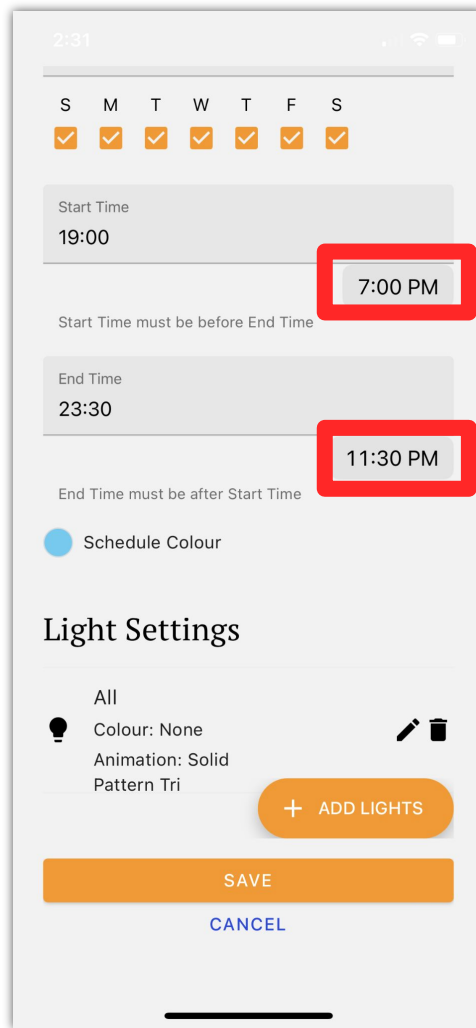 2:31
S M T W T F S
Start Time
19:00
7:00 PM
Start Time must be before End Time
End Time
23:30
11:30 PM
End Time must be after Start Time
Schedule Colour
Light Settings
All
Colour: None
Animation: Solid
Pattern Tri
+ ADD LIGHTS
SAVE
CANCEL